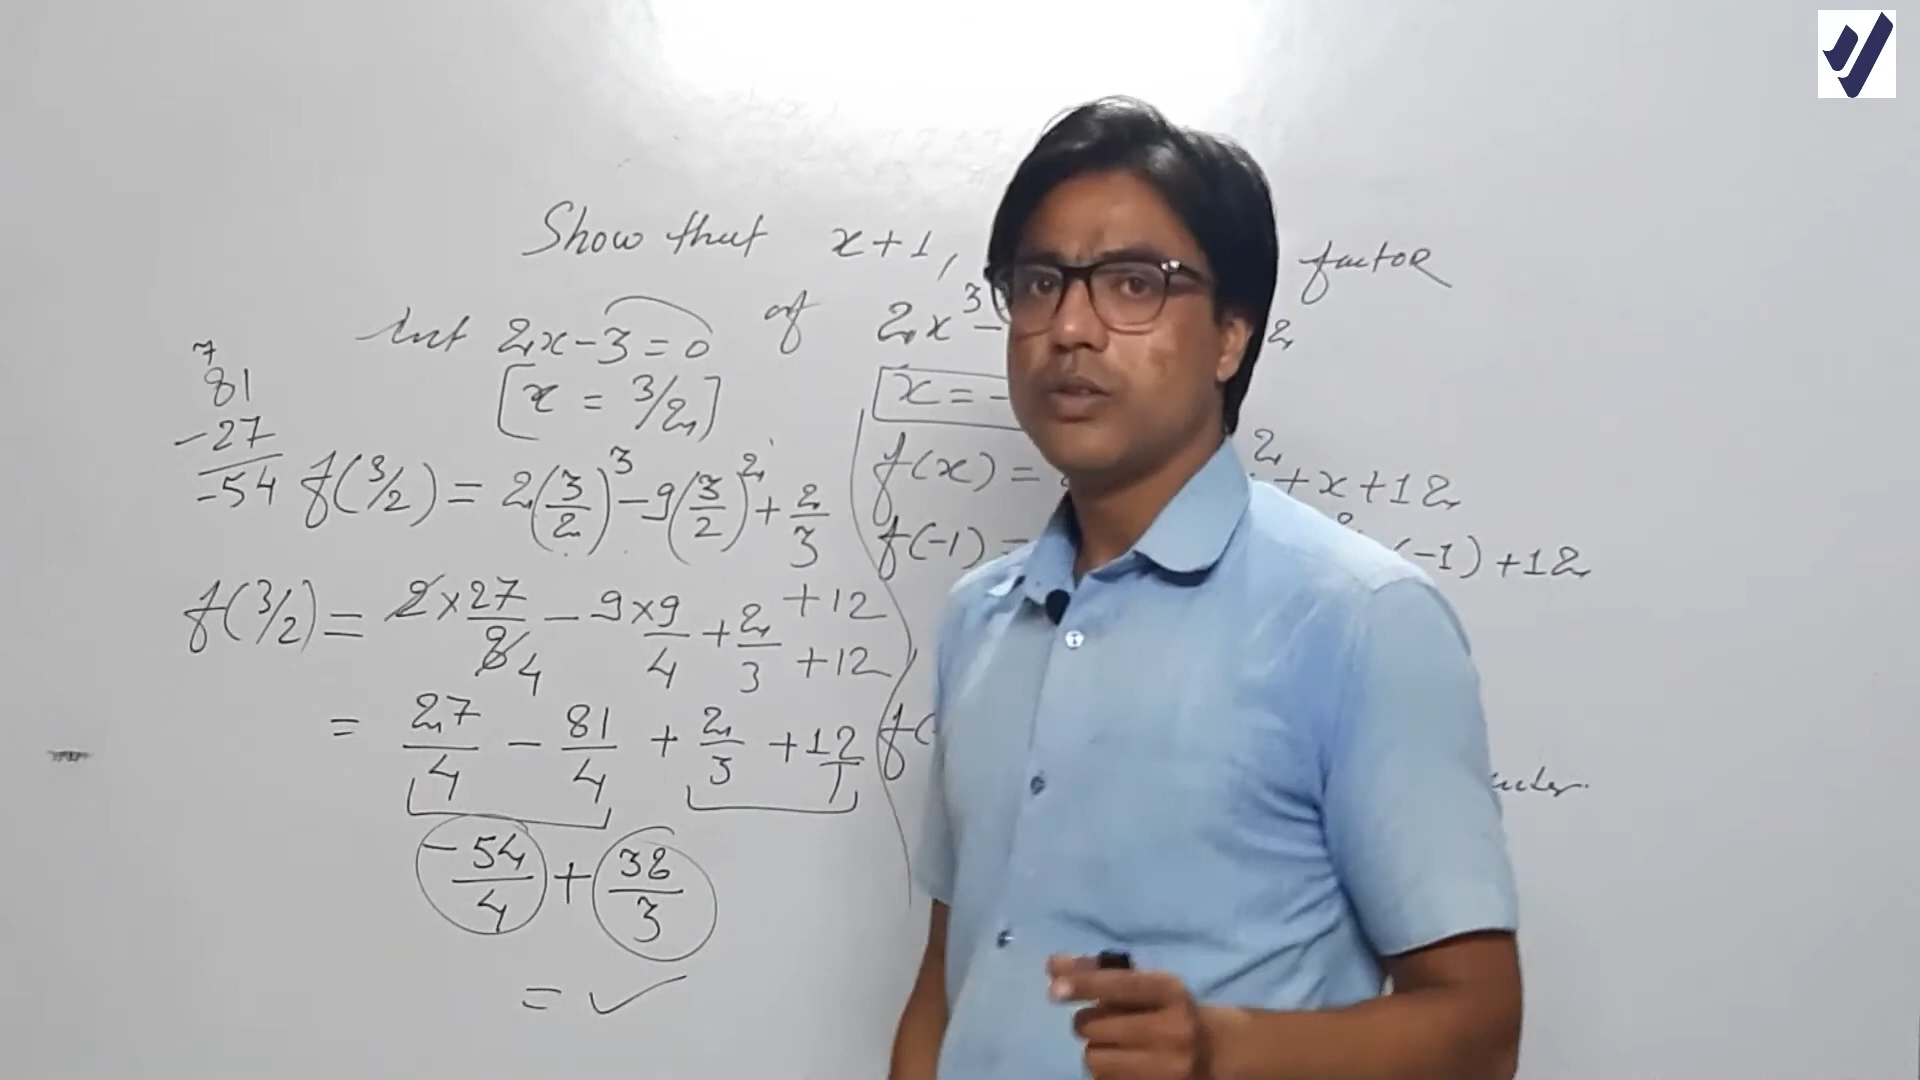 Show that x+1, factor
let 2x-3=0 of 2x³- 2
[x = 3/2] x=-
7
81
-27
-54
f(3/2) = 2(3/2)³-9(3/2)²+2/3
+12
f(3/2) = 2×27/8 4 - 9×9/4 + 2/3 +12
= 27/4 - 81/4 + 2/3 + 12/1
-54/4 + 38/3
= ✓
f(x) = 2 +x+12
f(-1) = (-1)+12
f(-